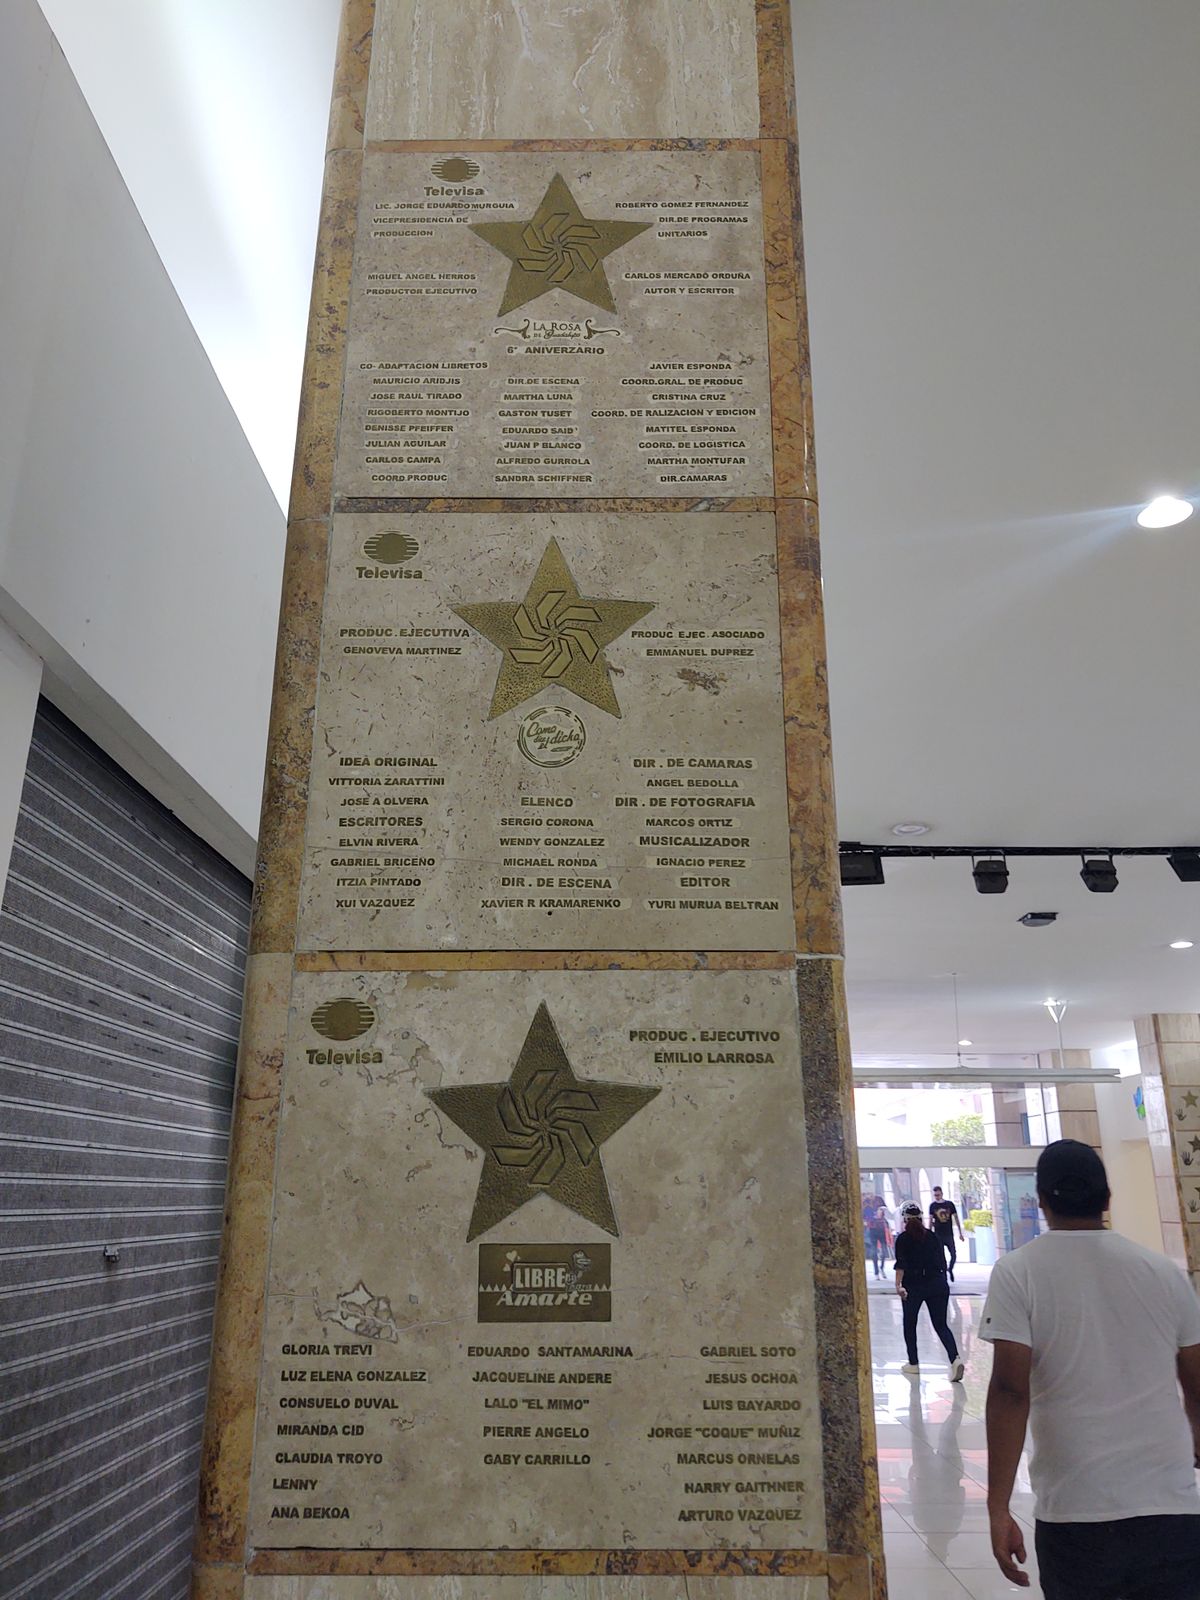 Televisa
LIC. JORGE EDUARDO MURGUIA
VICEPRESIDENCIA DE
PRODUCCION
ROBERTO GOMEZ FERNANDEZ
DIR.DE PROGRAMAS
UNITARIOS
MIGUEL ANGEL HERROS
PRODUCTOR EJECUTIVO
CARLOS MERCADO ORDUÑA
AUTOR Y ESCRITOR
LA ROSA
DE Guadalupe
6° ANIVERZARIO
CO- ADAPTACION LIBRETOS
MAURICIO ARIDJIS
JOSE RAUL TIRADO
RIGOBERTO MONTIJO
DENISSE PFEIFFER
JULIAN AGUILAR
CARLOS CAMPA
COORD.PRODUC
DIR.DE ESCENA
MARTHA LUNA
GASTON TUSET
EDUARDO SAID
JUAN P BLANCO
ALFREDO GURROLA
SANDRA SCHIFFNER
JAVIER ESPONDA
COORD.GRAL. DE PRODUC
CRISTINA CRUZ
COORD. DE RALIZACION Y EDICION
MATITEL ESPONDA
COORD. DE LOGISTICA
MARTHA MONTUFAR
DIR.CAMARAS
Televisa
PRODUC . EJECUTIVA
GENOVEVA MARTINEZ
PRODUC EJEC. ASOCIADO
EMMANUEL DUPREZ
Como
dice
el dicho
IDEA ORIGINAL
VITTORIA ZARATTINI
JOSE A OLVERA
ESCRITORES
ELVIN RIVERA
GABRIEL BRICEÑO
ITZIA PINTADO
XUI VAZQUEZ
ELENCO
SERGIO CORONA
WENDY GONZALEZ
MICHAEL RONDA
DIR . DE ESCENA
XAVIER R KRAMARENKO
DIR . DE CAMARAS
ANGEL BEDOLLA
DIR . DE FOTOGRAFIA
MARCOS ORTIZ
MUSICALIZADOR
IGNACIO PEREZ
EDITOR
YURI MURUA BELTRAN
Televisa
PRODUC . EJECUTIVO
EMILIO LARROSA
LIBRE
para
Amarte
GLORIA TREVI
LUZ ELENA GONZALEZ
CONSUELO DUVAL
MIRANDA CID
CLAUDIA TROYO
LENNY
ANA BEKOA
EDUARDO SANTAMARINA
JACQUELINE ANDERE
LALO "EL MIMO"
PIERRE ANGELO
GABY CARRILLO
GABRIEL SOTO
JESUS OCHOA
LUIS BAYARDO
JORGE "COQUE" MUÑIZ
MARCUS ORNELAS
HARRY GAITHNER
ARTURO VAZQUEZ